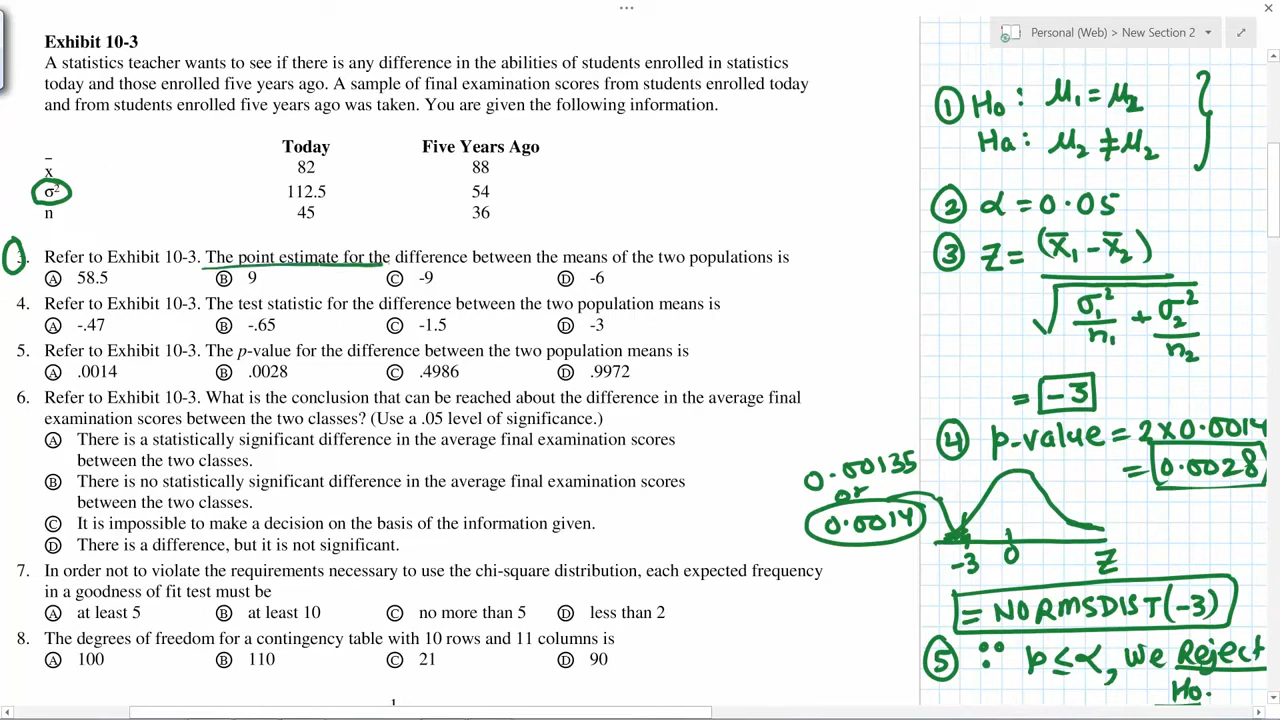 Personal (Web) > New Section 2
Exhibit 10-3
A statistics teacher wants to see if there is any difference in the abilities of students enrolled in statistics
today and those enrolled five years ago. A sample of final examination scores from students enrolled today
and from students enrolled five years ago was taken. You are given the following information.
Today Five Years Ago
x̄ 82 88
σ² 112.5 54
n 45 36
3. Refer to Exhibit 10-3. The point estimate for the difference between the means of the two populations is
A 58.5 B 9 C -9 D -6
4. Refer to Exhibit 10-3. The test statistic for the difference between the two population means is
A -.47 B -.65 C -1.5 D -3
5. Refer to Exhibit 10-3. The p-value for the difference between the two population means is
A .0014 B .0028 C .4986 D .9972
6. Refer to Exhibit 10-3. What is the conclusion that can be reached about the difference in the average final
examination scores between the two classes? (Use a .05 level of significance.)
A There is a statistically significant difference in the average final examination scores
between the two classes.
B There is no statistically significant difference in the average final examination scores
between the two classes.
C It is impossible to make a decision on the basis of the information given.
D There is a difference, but it is not significant.
7. In order not to violate the requirements necessary to use the chi-square distribution, each expected frequency
in a goodness of fit test must be
A at least 5 B at least 10 C no more than 5 D less than 2
8. The degrees of freedom for a contingency table with 10 rows and 11 columns is
A 100 B 110 C 21 D 90
1 Ho: μ₁ = μ₂
Ha: μ₂ ≠ μ₂
2 α = 0.05
3 Z = (x̄₁ - x̄₂)
√ σ₁²/n₁ + σ₂²/n₂
= -3
4 p-value = 2 x 0.0014
= 0.0028
0.00135
or
0.0014
-3 0 Z
= NORMSDIST(-3)
5 ∵ p ≤ α, we Reject
Ho.